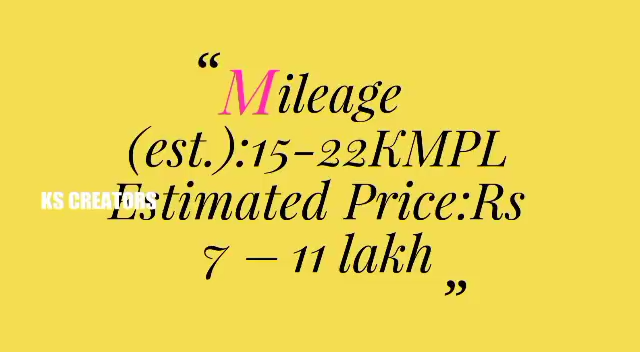 “
Mileage
(est.):15-22KMPL
Estimated Price:Rs
7 – 11 lakh
”
KS CREATORS